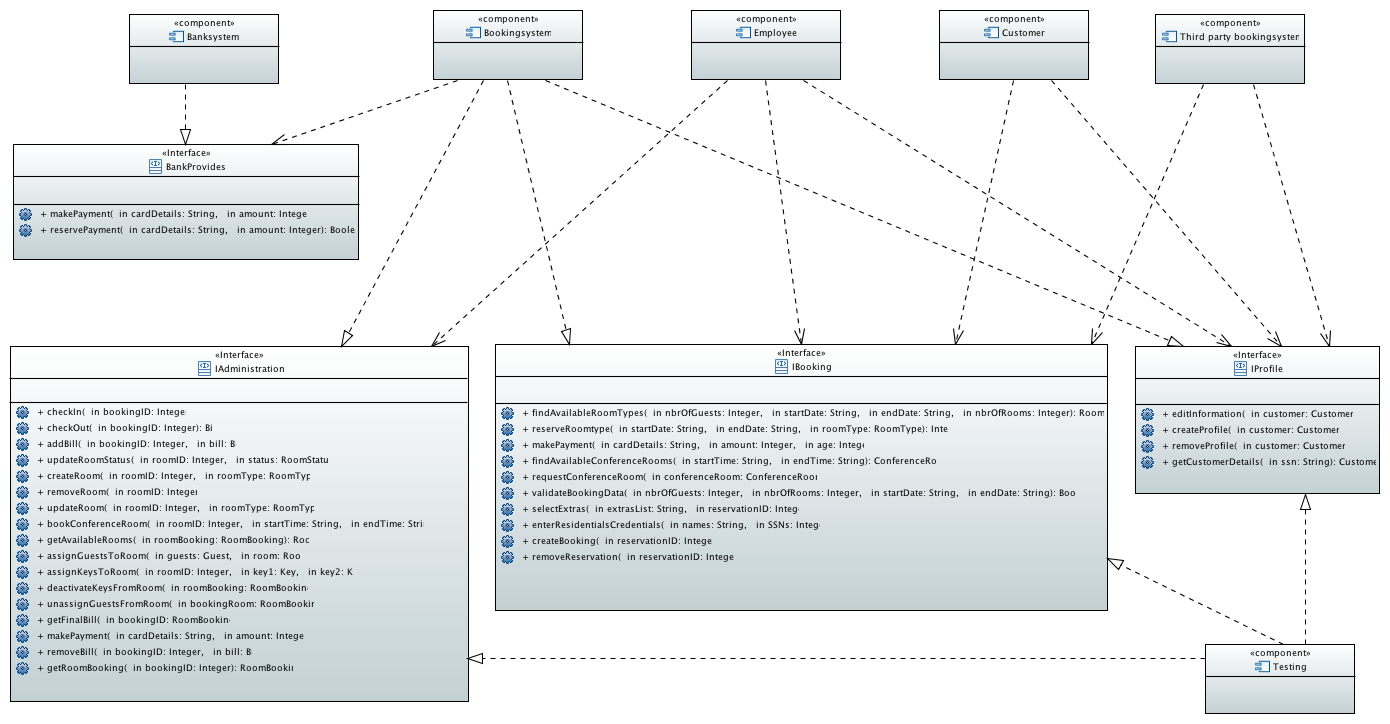 «component»
Banksystem
«component»
Bookingsystem
«component»
Employee
«component»
Customer
«component»
Third party bookingsystem
«Interface»
BankProvides
+ makePayment( in cardDetails: String, in amount: Intege
+ reservePayment( in cardDetails: String, in amount: Integer): Boole
«Interface»
IAdministration
+ checkIn( in bookingID: Intege
+ checkOut( in bookingID: Integer): Bi
+ addBill( in bookingID: Integer, in bill: B
+ updateRoomStatus( in roomID: Integer, in status: RoomStatu
+ createRoom( in roomID: Integer, in roomType: RoomTyp
+ removeRoom( in roomID: Integer
+ updateRoom( in roomID: Integer, in roomType: RoomTyp
+ bookConferenceRoom( in roomID: Integer, in startTime: String, in endTime: Stri
+ getAvailableRooms( in roomBooking: RoomBooking): Roo
+ assignGuestsToRoom( in guests: Guest, in room: Roo
+ assignKeysToRoom( in roomID: Integer, in key1: Key, in key2: K
+ deactivateKeysFromRoom( in roomBooking: RoomBookin
+ unassignGuestsFromRoom( in bookingRoom: RoomBookin
+ getFinalBill( in bookingID: RoomBookin
+ makePayment( in cardDetails: String, in amount: Intege
+ removeBill( in bookingID: Integer, in bill: B
+ getRoomBooking( in bookingID: Integer): RoomBookin
«Interface»
IBooking
+ findAvailableRoomTypes( in nbrOfGuests: Integer, in startDate: String, in endDate: String, in nbrOfRooms: Integer): Room
+ reserveRoomtype( in startDate: String, in endDate: String, in roomType: RoomType): Inte
+ makePayment( in cardDetails: String, in amount: Integer, in age: Intege
+ findAvailableConferenceRooms( in startTime: String, in endTime: String): ConferenceRo
+ requestConferenceRoom( in conferenceRoom: ConferenceRoor
+ validateBookingData( in nbrOfGuests: Integer, in nbrOfRooms: Integer, in startDate: String, in endDate: String): Boo
+ selectExtras( in extrasList: String, in reservationID: Integ
+ enterResidentialsCredentials( in names: String, in SSNs: Integ
+ createBooking( in reservationID: Intege
+ removeReservation( in reservationID: Intege
«Interface»
IProfile
+ editInformation( in customer: Customer
+ createProfile( in customer: Customer
+ removeProfile( in customer: Customer
+ getCustomerDetails( in ssn: String): Custome
«component»
Testing